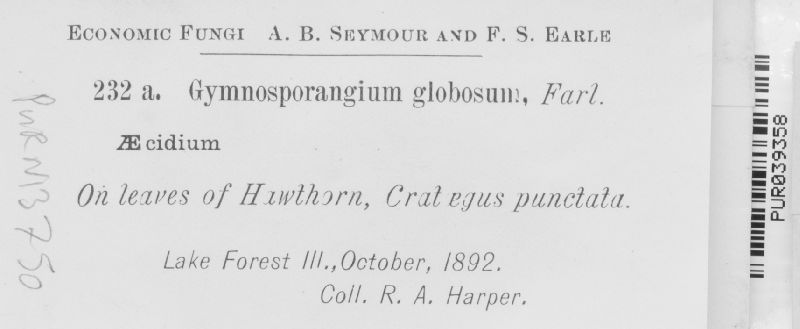 ECONOMIC FUNGI A. B. SEYMOUR AND F. S. EARLE
232 a. Gymnosporangium globosum, Farl.
Æcidium
On leaves of Hawthorn, Cratægus punctata.
Lake Forest Ill., October, 1892.
Coll. R. A. Harper.
PUR N13750
PUR039358